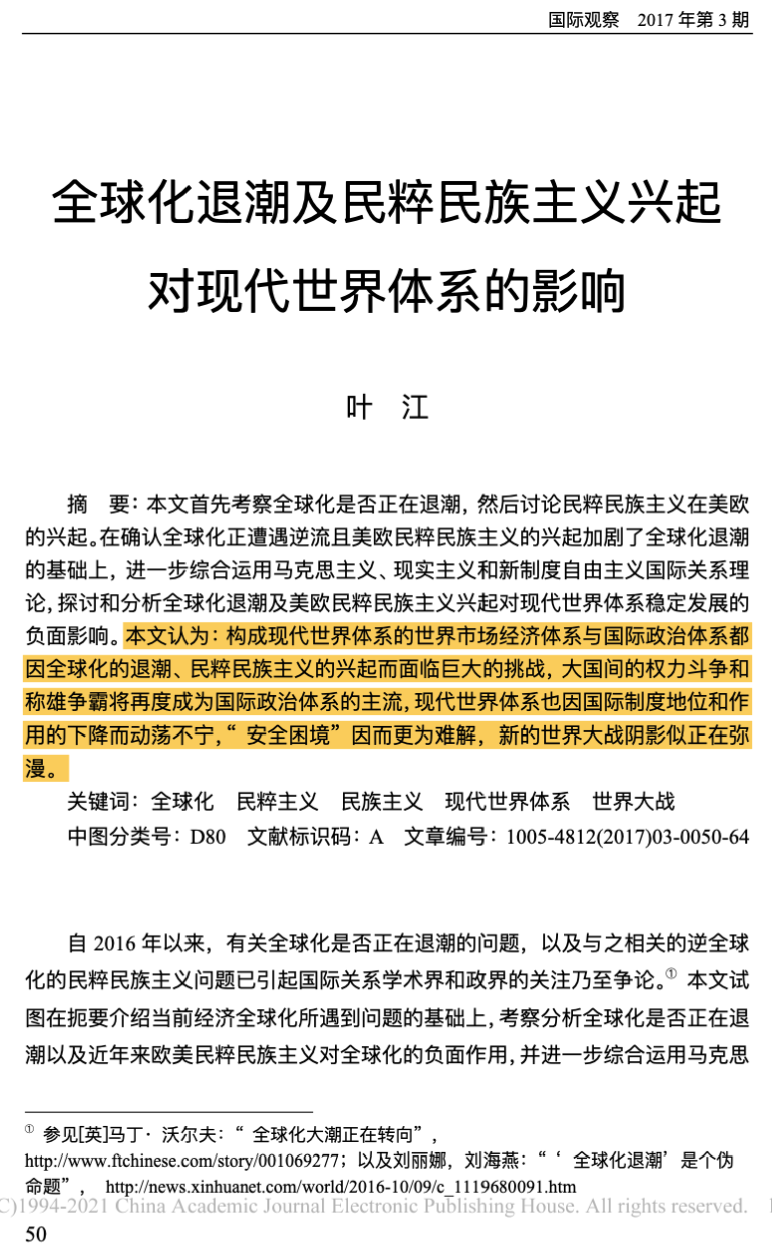 国际观察 2017 年第 3 期
全球化退潮及民粹民族主义兴起
对现代世界体系的影响
叶 江
摘 要：本文首先考察全球化是否正在退潮，然后讨论民粹民族主义在美欧
的兴起。在确认全球化正遭遇逆流且美欧民粹民族主义的兴起加剧了全球化退潮
的基础上，进一步综合运用马克思主义、现实主义和新制度自由主义国际关系理
论，探讨和分析全球化退潮及美欧民粹民族主义兴起对现代世界体系稳定发展的
负面影响。本文认为：构成现代世界体系的世界市场经济体系与国际政治体系都
因全球化的退潮、民粹民族主义的兴起而面临巨大的挑战，大国间的权力斗争和
称雄争霸将再度成为国际政治体系的主流，现代世界体系也因国际制度地位和作
用的下降而动荡不宁，“安全困境”因而更为难解，新的世界大战阴影似正在弥
漫。
关键词：全球化 民粹主义 民族主义 现代世界体系 世界大战
中图分类号：D80 文献标识码：A 文章编号：1005-4812(2017)03-0050-64
自 2016 年以来，有关全球化是否正在退潮的问题，以及与之相关的逆全球
化的民粹民族主义问题已引起国际关系学术界和政界的关注乃至争论。① 本文试
图在扼要介绍当前经济全球化所遇到问题的基础上，考察分析全球化是否正在退
潮以及近年来欧美民粹民族主义对全球化的负面作用，并进一步综合运用马克思
① 参见[英]马丁·沃尔夫：“全球化大潮正在转向”，
http://www.ftchinese.com/story/001069277；以及刘丽娜，刘海燕：“‘全球化退潮’是个伪
命题”， http://news.xinhuanet.com/world/2016-10/09/c_1119680091.htm
C)1994-2021 China Academic Journal Electronic Publishing House. All rights reserved.
50